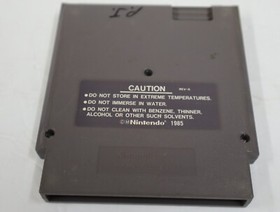 CAUTION
● DO NOT STORE IN EXTREME TEMPERATURES.
● DO NOT IMMERSE IN WATER.
● DO NOT CLEAN WITH BENZENE, THINNER,
ALCOHOL OR OTHER SUCH SOLVENTS.
© Nintendo 1985